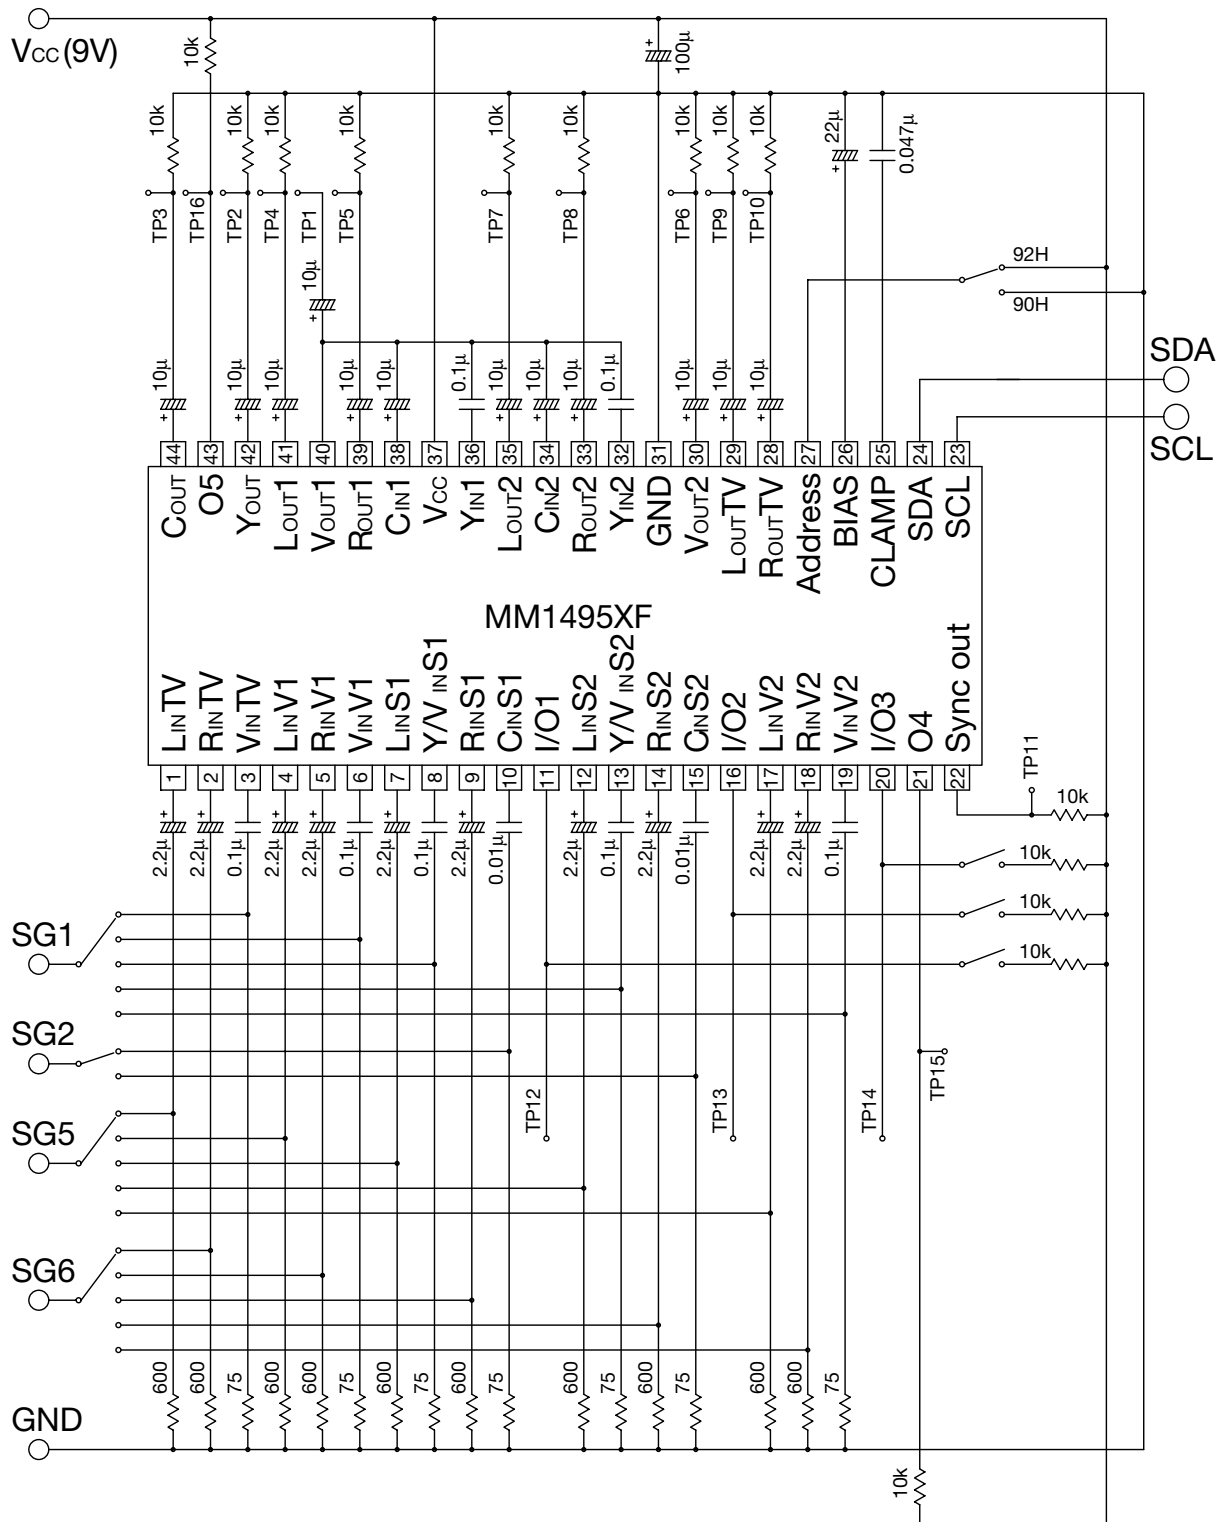 VCC(9V)
10k
100μ
10k
10k
10k
10k
10k
10k
10k
10k
10k
22μ
0.047μ
TP3
TP16
TP2
TP4
TP1
TP5
TP7
TP8
TP6
TP9
TP10
92H
90H
10μ
SDA
SCL
10μ
10μ
10μ
10μ
10μ
0.1μ
10μ
10μ
10μ
0.1μ
10μ
10μ
10μ
44
43
42
41
40
39
38
37
36
35
34
33
32
31
30
29
28
27
26
25
24
23
COUT
O5
YOUT
LOUT1
VOUT1
ROUT1
CIN1
VCC
YIN1
LOUT2
CIN2
ROUT2
YIN2
GND
VOUT2
LOUTTV
ROUTTV
Address
BIAS
CLAMP
SDA
SCL
MM1495XF
LINTV
RINTV
VINTV
LINV1
RINV1
VINV1
LINS1
Y/V INS1
RINS1
CINS1
I/O1
LINS2
Y/V INS2
RINS2
CINS2
I/O2
LINV2
RINV2
VINV2
I/O3
O4
Sync out
1
2
3
4
5
6
7
8
9
10
11
12
13
14
15
16
17
18
19
20
21
22
TP11
10k
2.2μ
2.2μ
0.1μ
2.2μ
2.2μ
0.1μ
2.2μ
0.1μ
2.2μ
0.01μ
2.2μ
0.1μ
2.2μ
0.01μ
2.2μ
2.2μ
0.1μ
10k
10k
10k
SG1
SG2
SG5
SG6
TP12
TP13
TP14
TP15
600
600
75
600
600
75
600
75
600
75
600
75
600
75
600
600
75
GND
10k